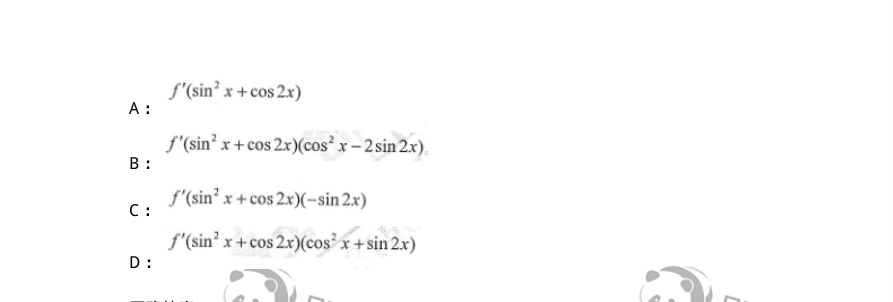 A： f'(sin² x + cos 2x)
B： f'(sin² x + cos 2x)(cos² x − 2 sin 2x)
C： f'(sin² x + cos 2x)(−sin 2x)
D： f'(sin² x + cos 2x)(cos² x + sin 2x)